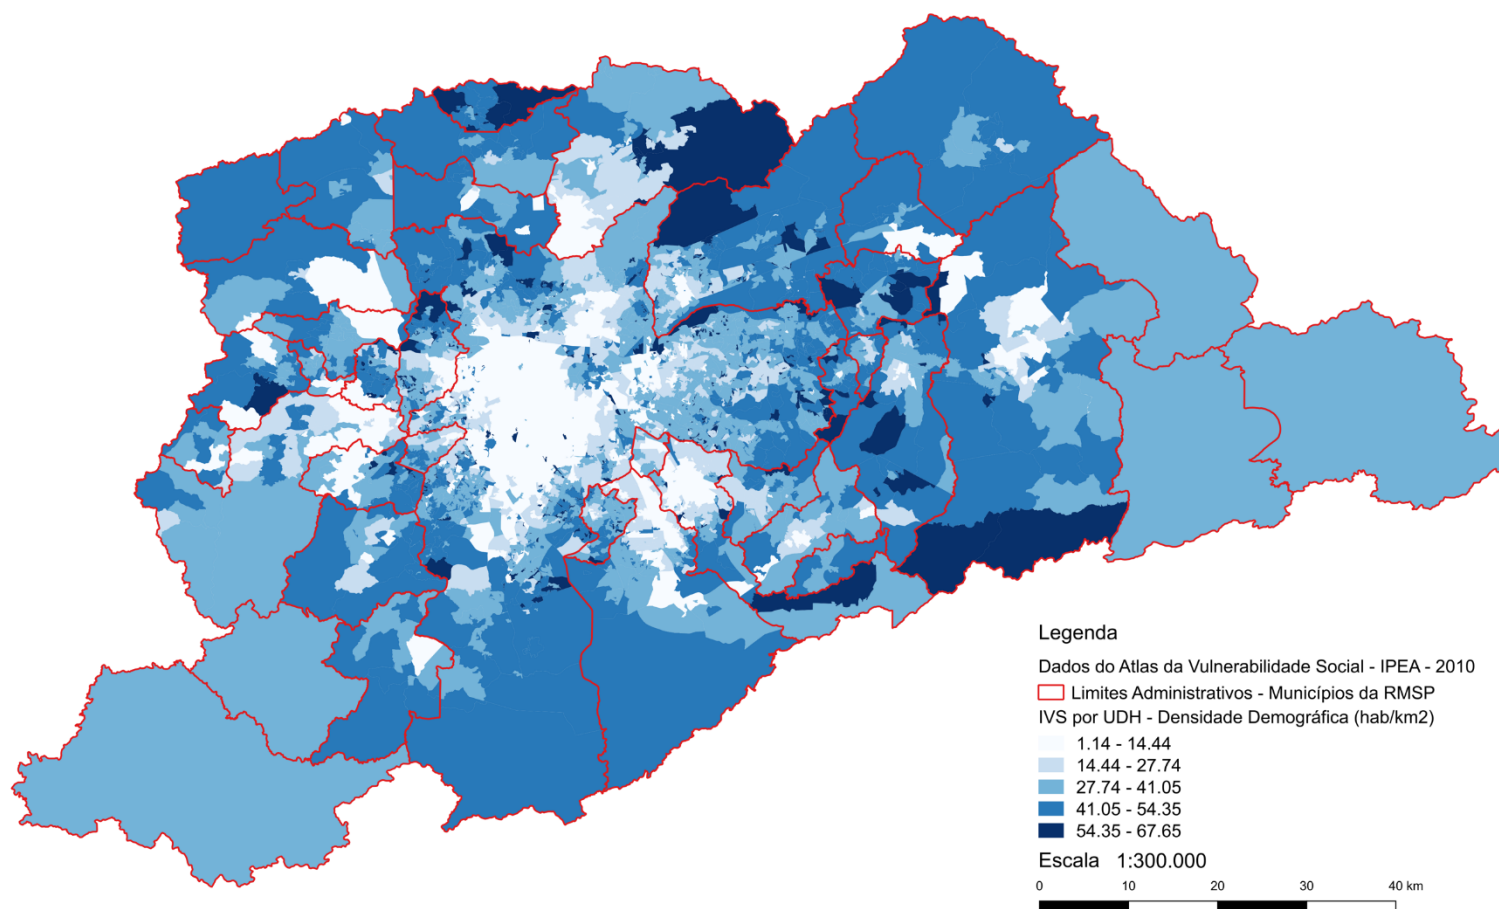 Legenda
Dados do Atlas da Vulnerabilidade Social - IPEA - 2010
Limites Administrativos - Municípios da RMSP
IVS por UDH - Densidade Demográfica (hab/km2)
1.14 - 14.44
14.44 - 27.74
27.74 - 41.05
41.05 - 54.35
54.35 - 67.65
Escala 1:300.000
0 10 20 30 40 km